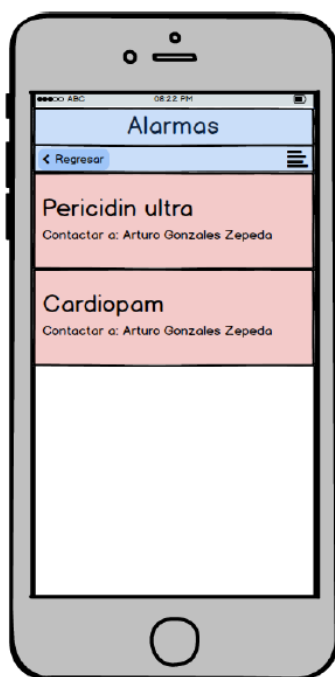 ABC 08:22 PM
Alarmas
Regresar
Pericidin ultra
Contactar a: Arturo Gonzales Zepeda
Cardiopam
Contactar a: Arturo Gonzales Zepeda